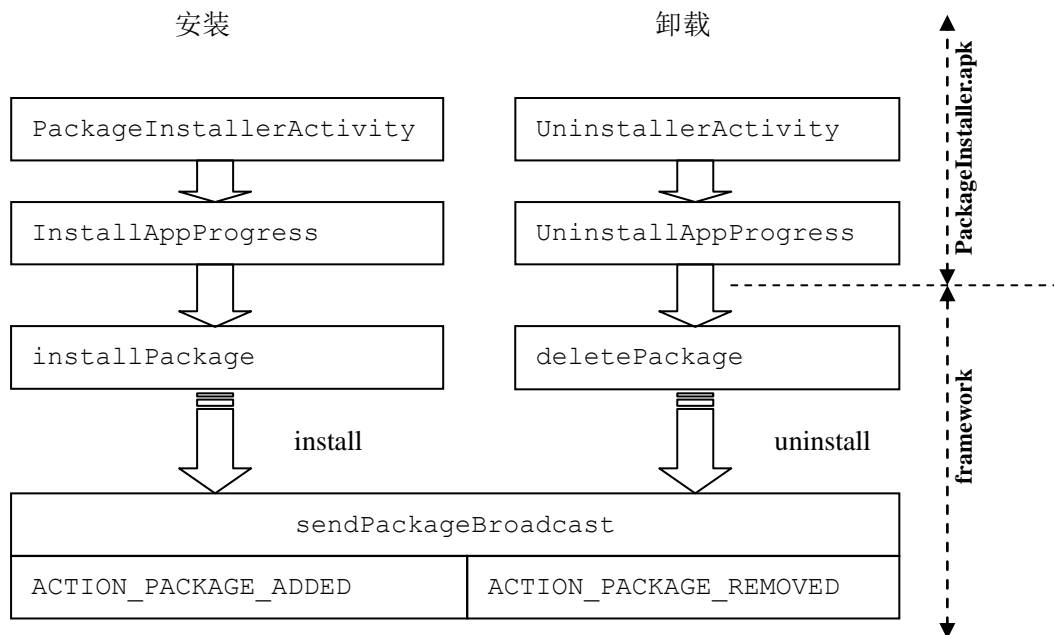 安装
卸载
PackageInstallerActivity
UninstallerActivity
InstallAppProgress
UninstallAppProgress
PackageInstaller.apk
installPackage
deletePackage
install
uninstall
framework
sendPackageBroadcast
ACTION_PACKAGE_ADDED
ACTION_PACKAGE_REMOVED